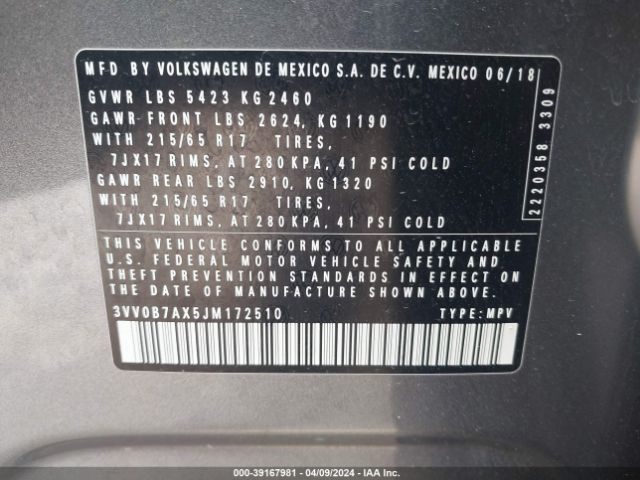 MFD BY VOLKSWAGEN DE MEXICO S.A. DE C.V. MEXICO 06/18
GVWR LBS 5423 KG 2460
GAWR FRONT LBS 2624, KG 1190
WITH 215/65 R17 TIRES,
7JX17 RIMS, AT 280 KPA, 41 PSI COLD
GAWR REAR LBS 2910, KG 1320
WITH 215/65 R17 TIRES,
7JX17 RIMS, AT 280 KPA, 41 PSI COLD
2220358 3309
THIS VEHICLE CONFORMS TO ALL APPLICABLE
U.S. FEDERAL MOTOR VEHICLE SAFETY AND
THEFT PREVENTION STANDARDS IN EFFECT ON
THE DATE OF MANUFACTURE SHOWN ABOVE.
3VV0B7AX5JM172510 TYPE: MPV
000-39167981 / 04/09/2024 / IAA Inc.